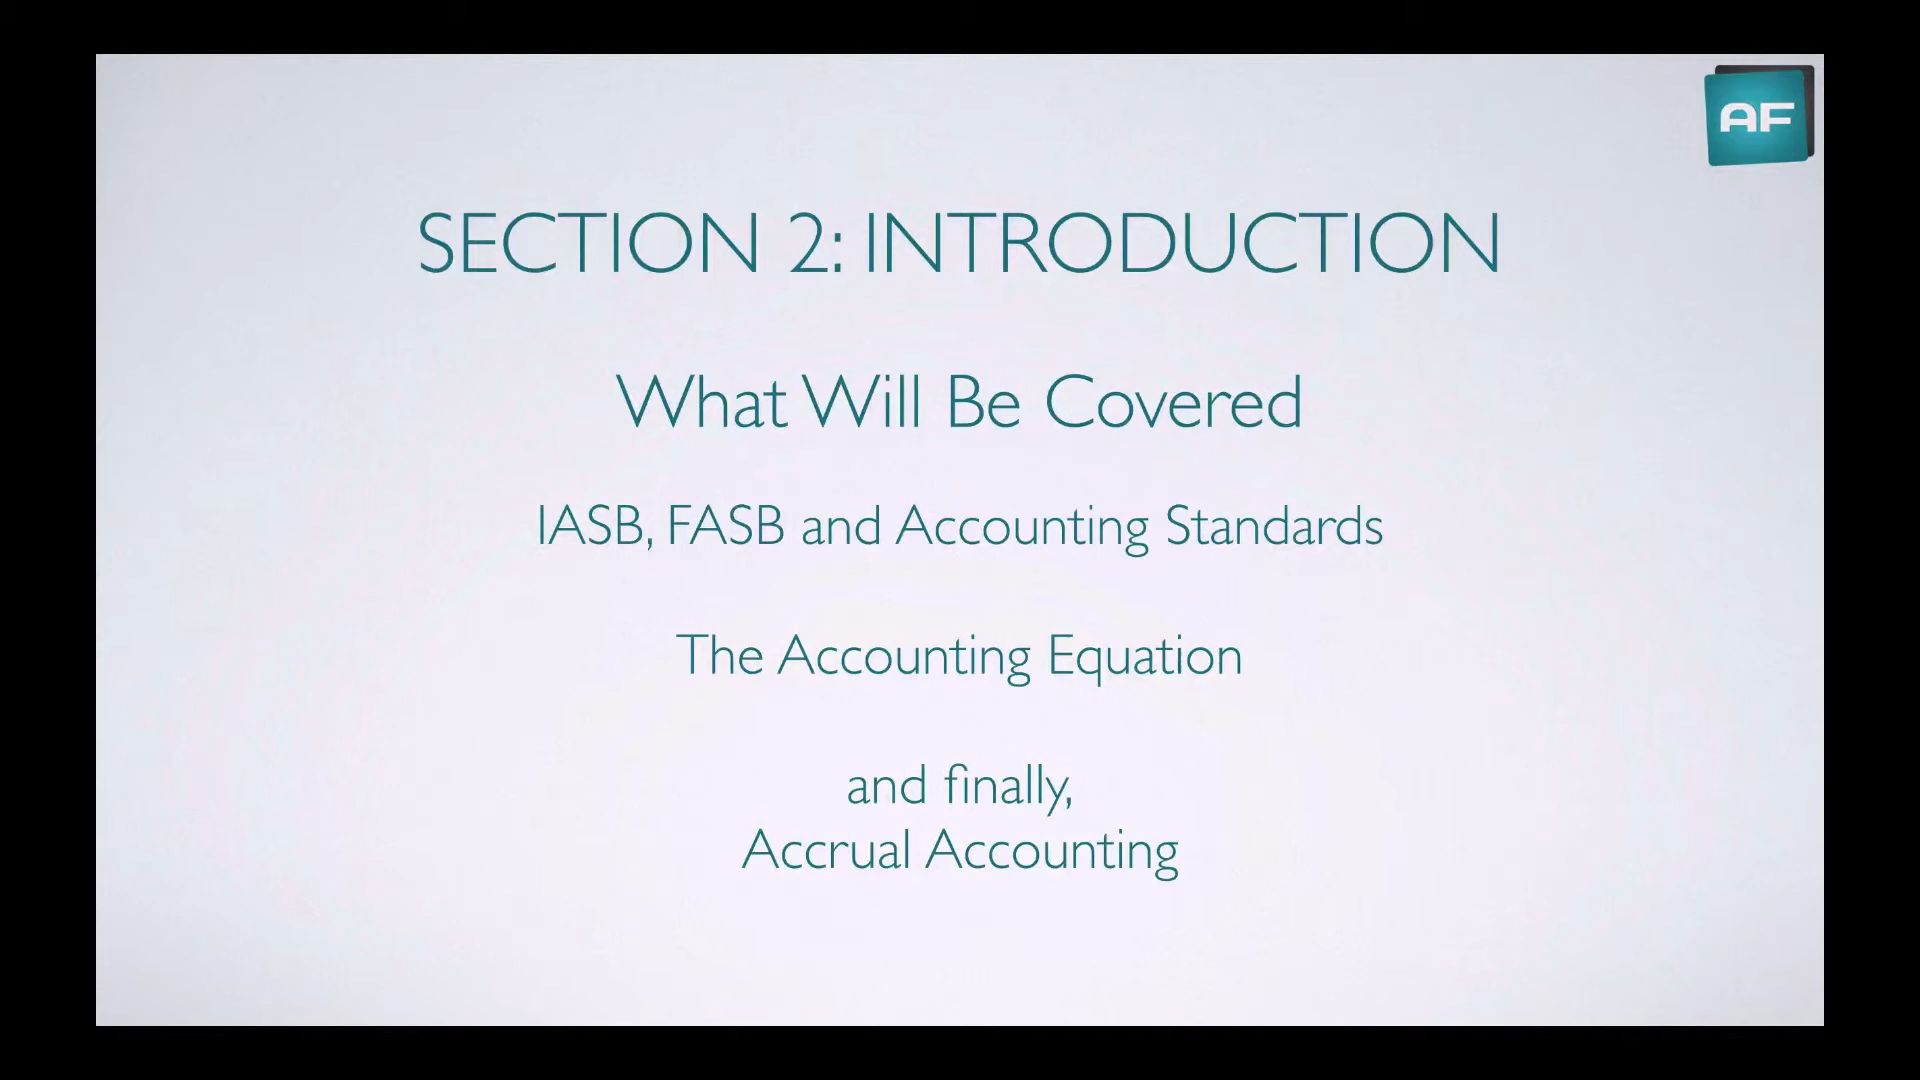 AF
SECTION 2: INTRODUCTION
What Will Be Covered
IASB, FASB and Accounting Standards
The Accounting Equation
and finally,
Accrual Accounting